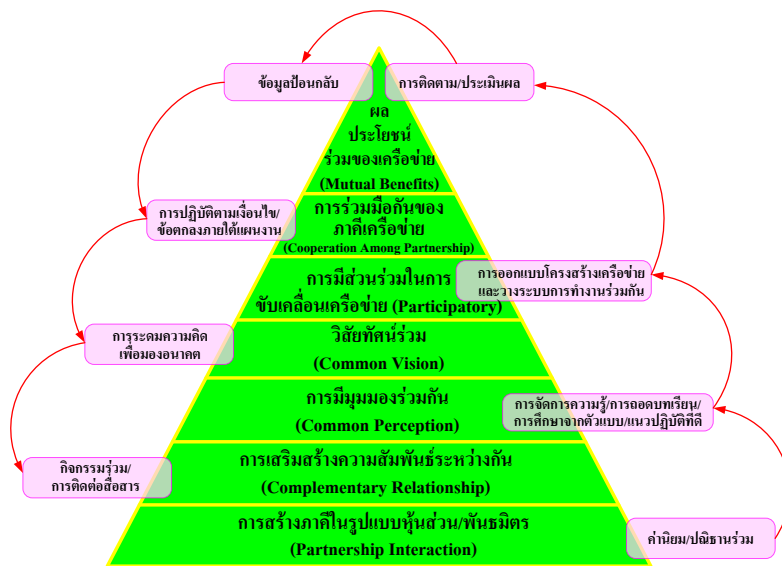 ข้อมูลป้อนกลับ
การติดตาม/ประเมินผล
ผล
ประโยชน์
ร่วมของเครือข่าย
(Mutual Benefits)
การปฏิบัติตามเงื่อนไข/
ข้อตกลงภายใต้แผนงาน
การร่วมมือกันของ
ภาคีเครือข่าย
(Cooperation Among Partnership)
การมีส่วนร่วมในการ
ขับเคลื่อนเครือข่าย (Participatory)
การออกแบบโครงสร้างเครือข่าย
และวางระบบการทำงานร่วมกัน
การระดมความคิด
เพื่อมองอนาคต
วิสัยทัศน์ร่วม
(Common Vision)
การมีมุมมองร่วมกัน
(Common Perception)
การจัดการความรู้/การถอดบทเรียน/
การศึกษาจากตัวแบบ/แนวปฏิบัติที่ดี
กิจกรรมร่วม/
การติดต่อสื่อสาร
การเสริมสร้างความสัมพันธ์ระหว่างกัน
(Complementary Relationship)
การสร้างภาคีในรูปแบบหุ้นส่วน/พันธมิตร
(Partnership Interaction)
ค่านิยม/ปณิธานร่วม